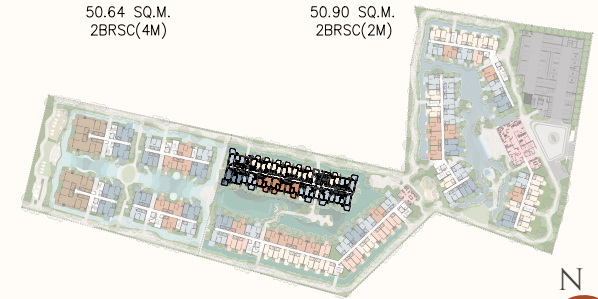 50.64 SQ.M.
2BRSC(4M)
50.90 SQ.M.
2BRSC(2M)
N